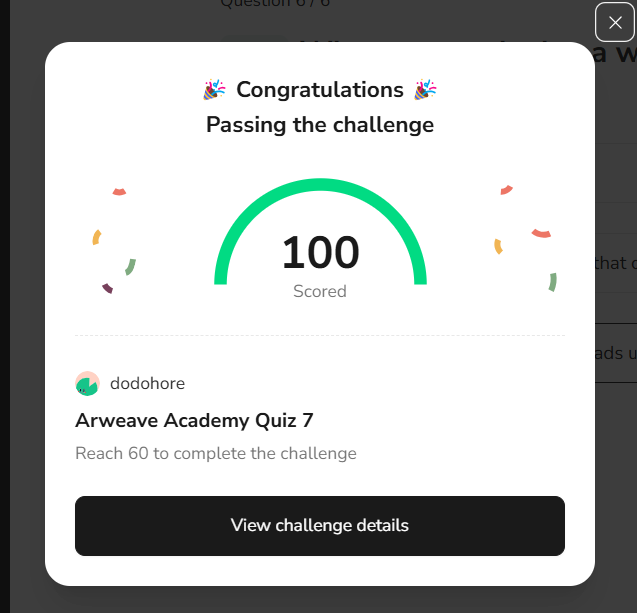 Question 6 / 6
a w
Congratulations
Passing the challenge
100
Scored
that
ads u
dodohore
Arweave Academy Quiz 7
Reach 60 to complete the challenge
View challenge details